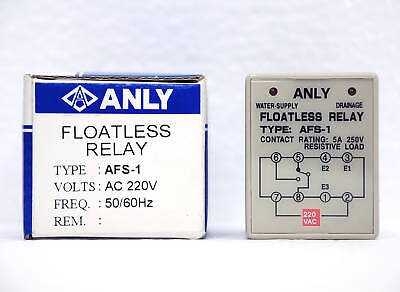 ANLY
FLOATLESS
RELAY
TYPE : AFS-1
VOLTS : AC 220V
FREQ. : 50/60Hz
REM. :
ANLY
WATER-SUPPLY DRAINAGE
FLOATLESS RELAY
TYPE: AFS-1
CONTACT RATING: 5A 250V
RESISTIVE LOAD
6 5 4 3
E2 E1
E3
7 8 1 2
220
VAC